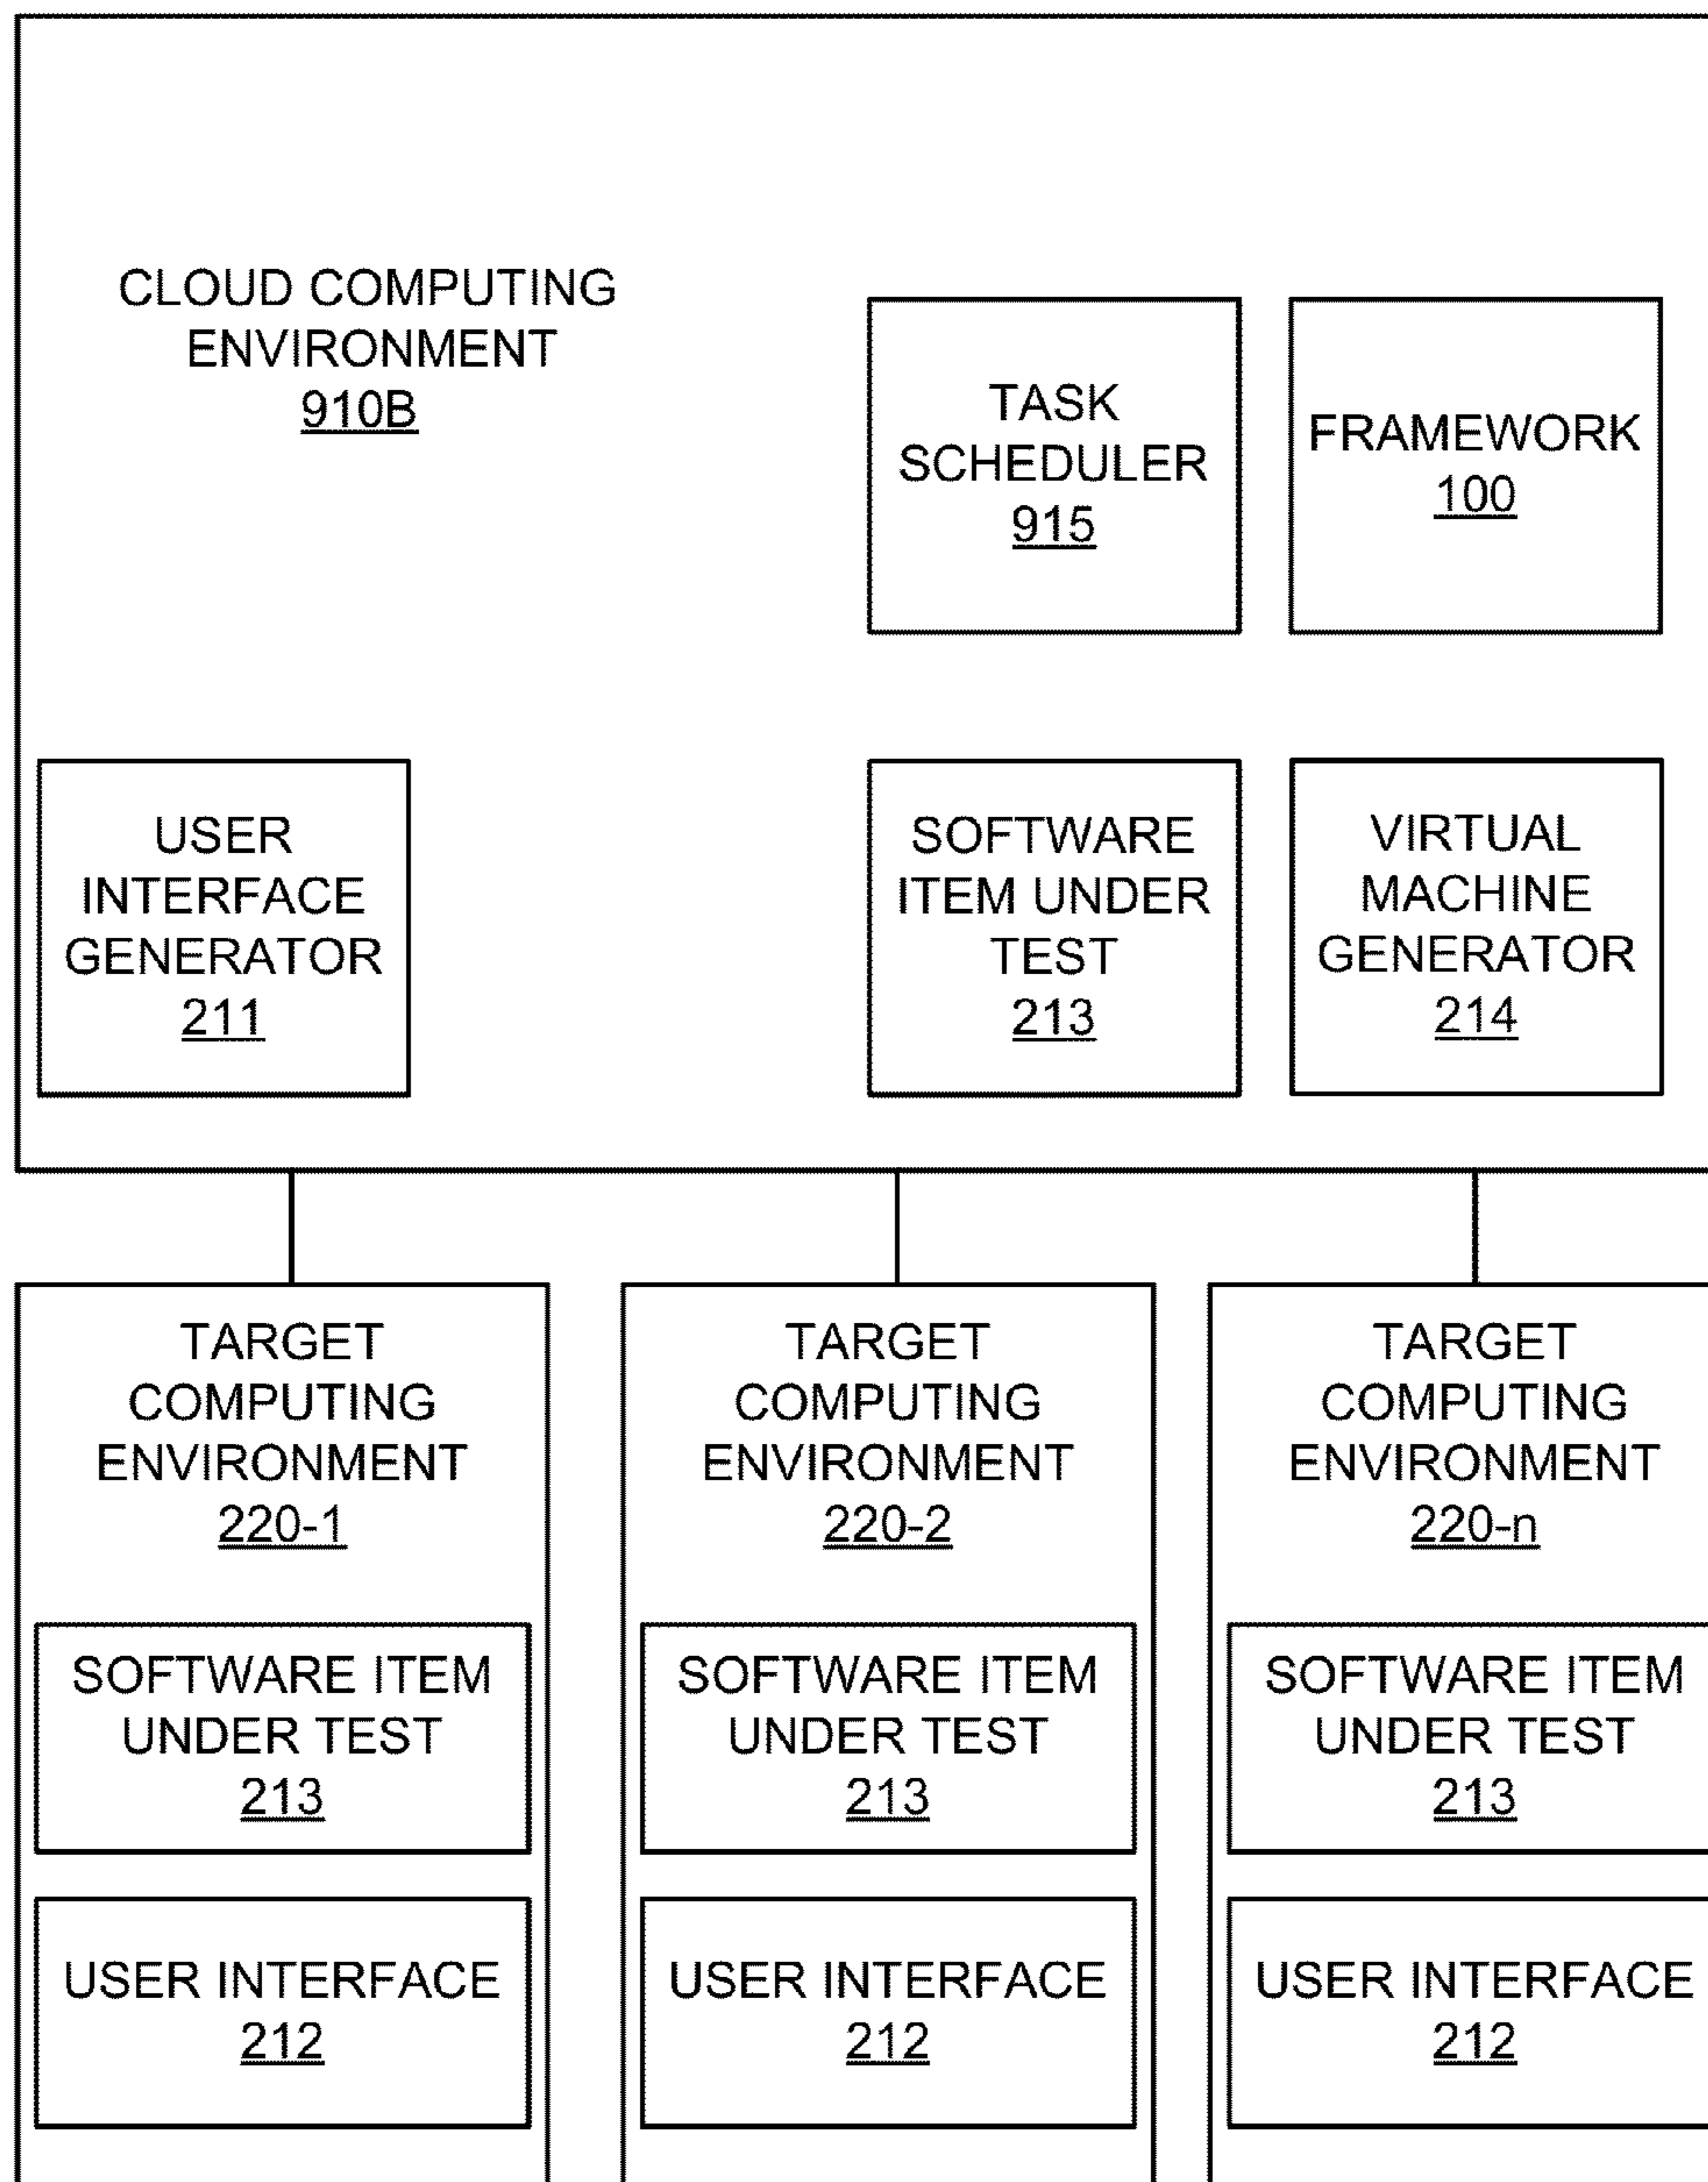 CLOUD COMPUTING
ENVIRONMENT
910B
TASK
SCHEDULER
915
FRAMEWORK
100
USER
INTERFACE
GENERATOR
211
SOFTWARE
ITEM UNDER
TEST
213
VIRTUAL
MACHINE
GENERATOR
214
TARGET
COMPUTING
ENVIRONMENT
220-1
SOFTWARE ITEM
UNDER TEST
213
USER INTERFACE
212
TARGET
COMPUTING
ENVIRONMENT
220-2
SOFTWARE ITEM
UNDER TEST
213
USER INTERFACE
212
TARGET
COMPUTING
ENVIRONMENT
220-n
SOFTWARE ITEM
UNDER TEST
213
USER INTERFACE
212